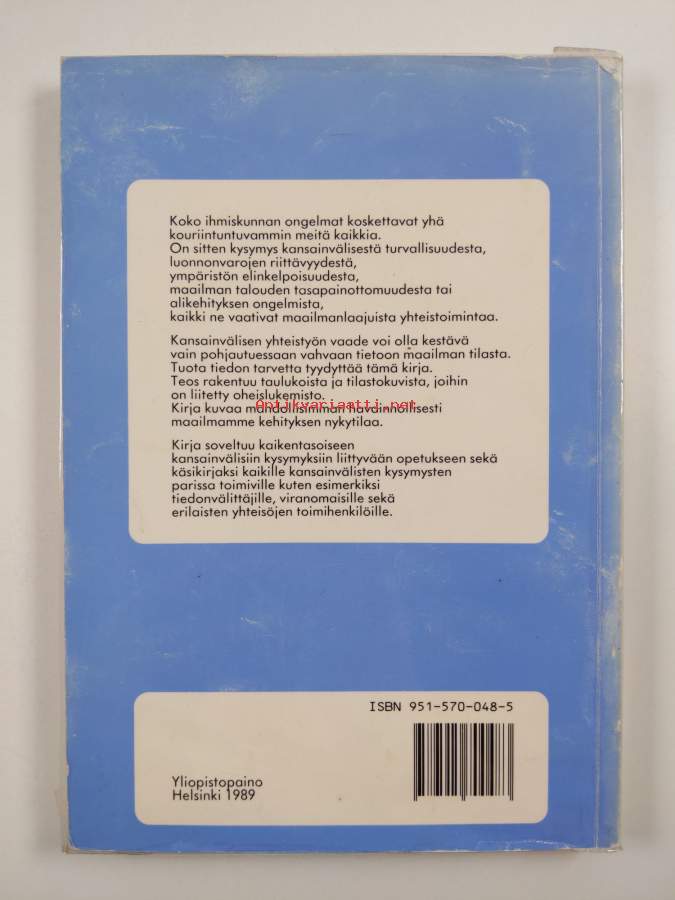 Koko ihmiskunnan ongelmat koskettavat yhä
kouriintuntuvammin meitä kaikkia.
On sitten kysymys kansainvälisestä turvallisuudesta,
luonnonvarojen riittävyydestä,
ympäristön elinkelpoisuudesta,
maailman talouden tasapainottomuudesta tai
alikehityksen ongelmista,
kaikki ne vaativat maailmanlaajuista yhteistoimintaa.
Kansainvälisen yhteistyön vaade voi olla kestävä
vain pohjautuessaan vahvaan tietoon maailman tilasta.
Tuota tiedon tarvetta tyydyttää tämä kirja.
Teos rakentuu taulukoista ja tilastokuvista, joihin
on liitetty oheislukemisto.
Antikvariaatti.net
Kirja kuvaa mahdollisimman havainnollisesti
maailmamme kehityksen nykytilaa.
Kirja soveltuu kaikentasoiseen
kansainvälisiin kysymyksiin liittyvään opetukseen sekä
käsikirjaksi kaikille kansainvälisten kysymysten
parissa toimiville kuten esimerkiksi
tiedonvälittäjille, viranomaisille sekä
erilaisten yhteisöjen toimihenkilöille.
ISBN 951-570-048-5
Yliopistopaino
Helsinki 1989